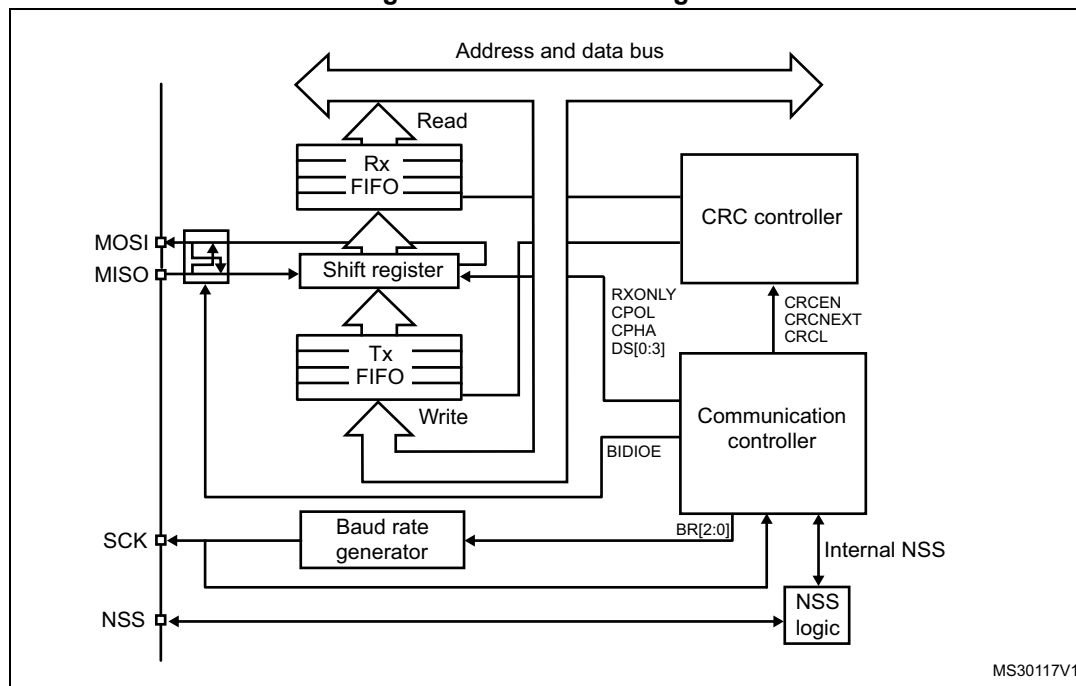 Address and data bus
Read
Rx
FIFO
CRC controller
MOSI
MISO
Shift register
RXONLY
CPOL
CPHA
DS[0:3]
CRCEN
CRCNEXT
CRCL
Tx
FIFO
Write
Communication
controller
BIDIOE
Baud rate
generator
BR[2:0]
SCK
Internal NSS
NSS
NSS
logic
MS30117V1